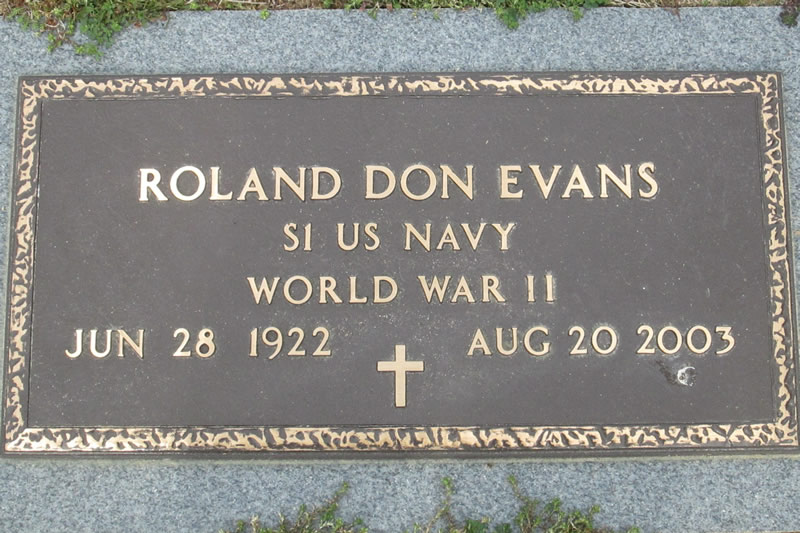 ROLAND DON EVANS
S1 US NAVY
WORLD WAR II
JUN 28 1922 AUG 20 2003